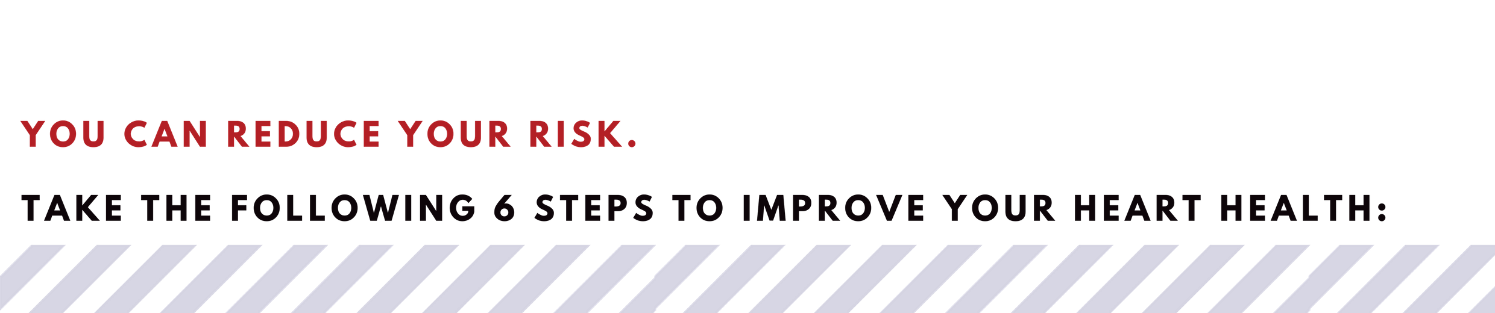 YOU CAN REDUCE YOUR RISK.
TAKE THE FOLLOWING 6 STEPS TO IMPROVE YOUR HEART HEALTH: